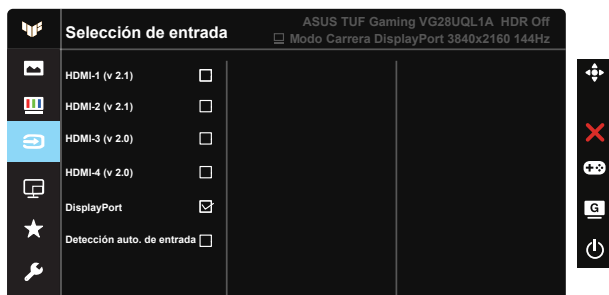 Selección de entrada
ASUS TUF Gaming VG28UQL1A HDR Off
Modo Carrera DisplayPort 3840x2160 144Hz
HDMI-1 (v 2.1)
HDMI-2 (v 2.1)
HDMI-3 (v 2.0)
HDMI-4 (v 2.0)
DisplayPort
Detección auto. de entrada
G